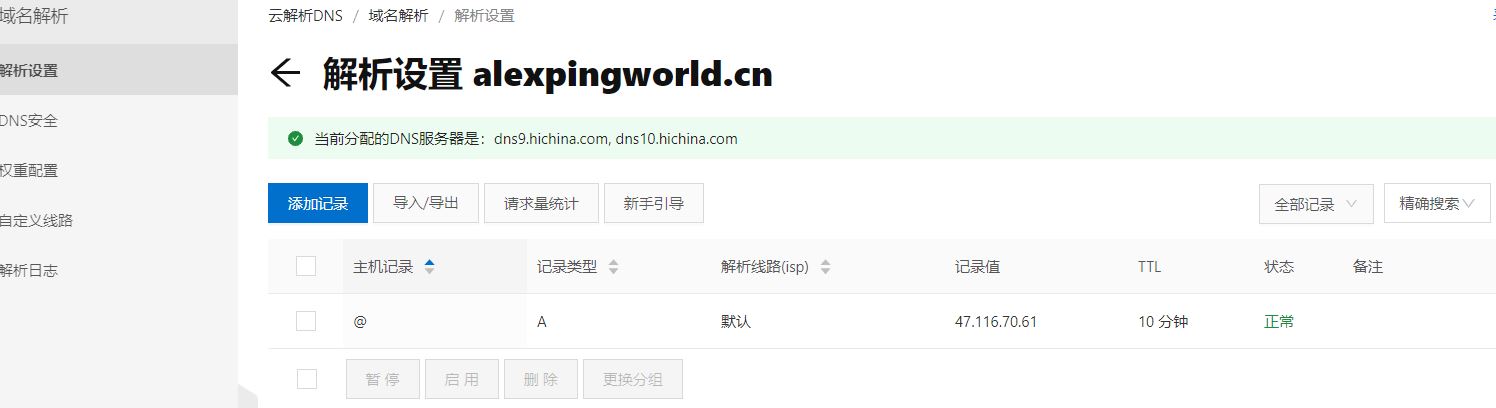 域名解析
云解析DNS / 域名解析 / 解析设置
解析设置
← 解析设置 alexpingworld.cn
DNS安全
当前分配的DNS服务器是：dns9.hichina.com, dns10.hichina.com
权重配置
添加记录 导入/导出 请求量统计 新手引导 全部记录 精确搜索
自定义线路
解析日志
主机记录 记录类型 解析线路(isp) 记录值 TTL 状态 备注
@ A 默认 47.116.70.61 10 分钟 正常
暂 停 启 用 删 除 更换分组